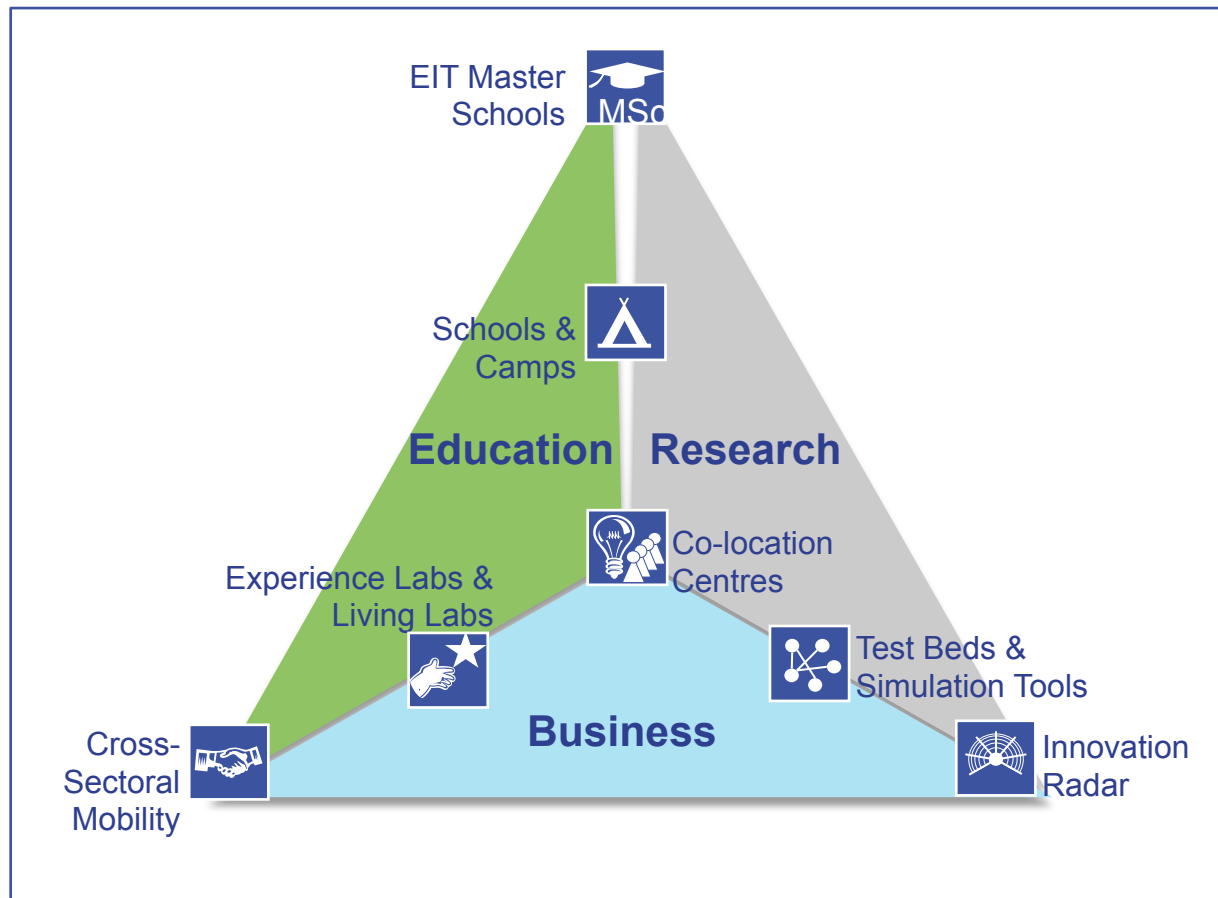 EIT Master
Schools
MSc
Schools &
Camps
Education
Research
Co-location
Centres
Experience Labs &
Living Labs
Test Beds &
Simulation Tools
Business
Cross-
Sectoral
Mobility
Innovation
Radar